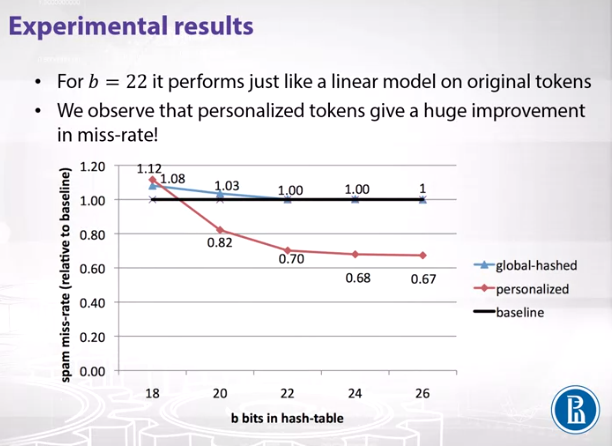 Experimental results
• For b = 22 it performs just like a linear model on original tokens
• We observe that personalized tokens give a huge improvement
in miss-rate!
spam miss-rate (relative to baseline)
1.20
1.00
0.80
0.60
0.40
0.20
0.00
1.12
1.08
1.03
1.00
1.00
1
0.82
0.70
0.68
0.67
18
20
22
24
26
b bits in hash-table
global-hashed
personalized
baseline